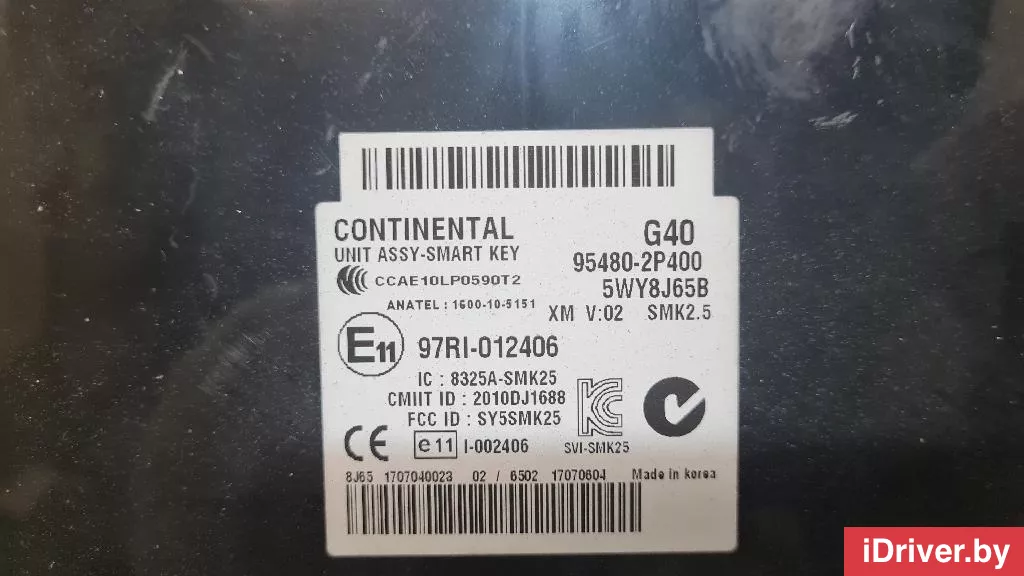 CONTINENTAL G40
UNIT ASSY-SMART KEY 95480-2P400
CCAE10LP0590T2 5WY8J65B
ANATEL : 1600-10-5151 XM V:02 SMK2.5
E11 97RI-012406
IC : 8325A-SMK25
CMIIT ID : 2010DJ1688
FCC ID : SY5SMK25
CE e11 I-002406 SVI-SMK25
8J65 1707040023 02 / 6502 17070604 Made in korea
iDriver.by